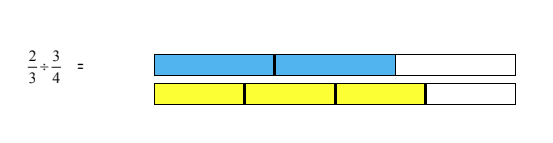 2/3 ÷ 3/4 =